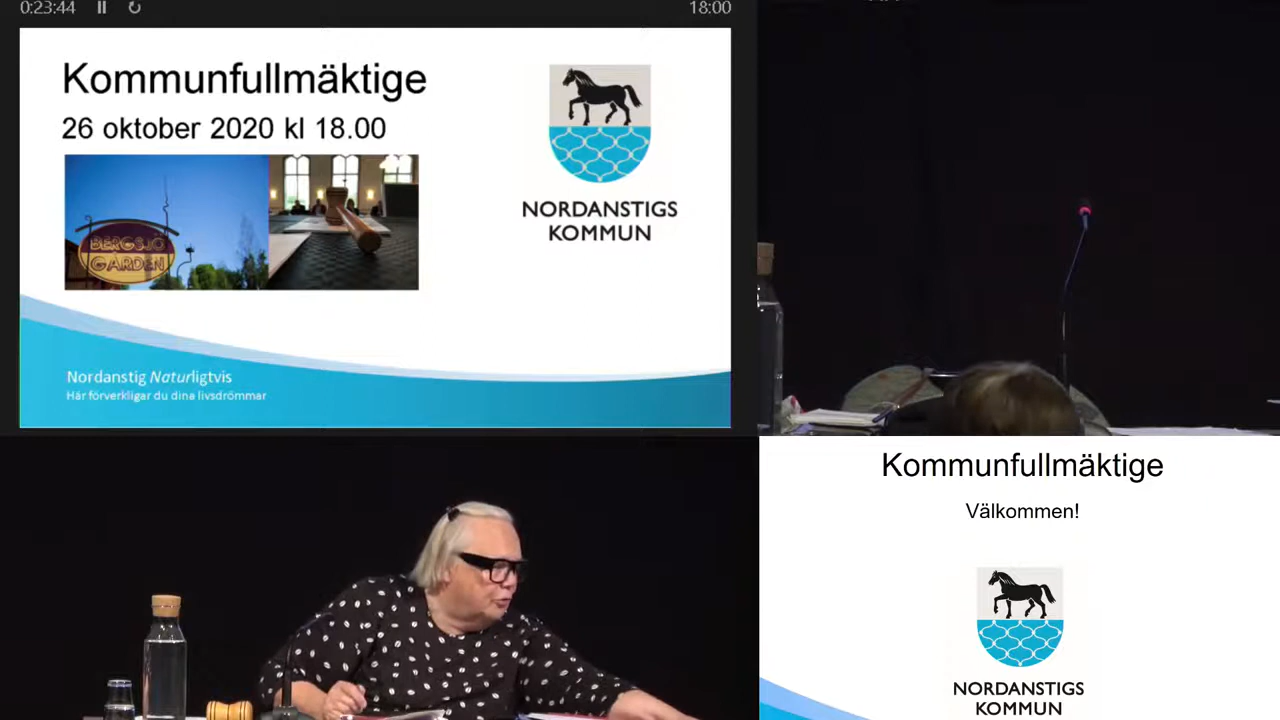 0:23:44
18:00
Kommunfullmäktige
26 oktober 2020 kl 18.00
BERGSJÖ
GÅRDEN
NORDANSTIGS
KOMMUN
Nordanstig Naturligtvis
Här förverkligar du dina livsdrömmar
Kommunfullmäktige
Välkommen!
NORDANSTIGS
KOMMUN